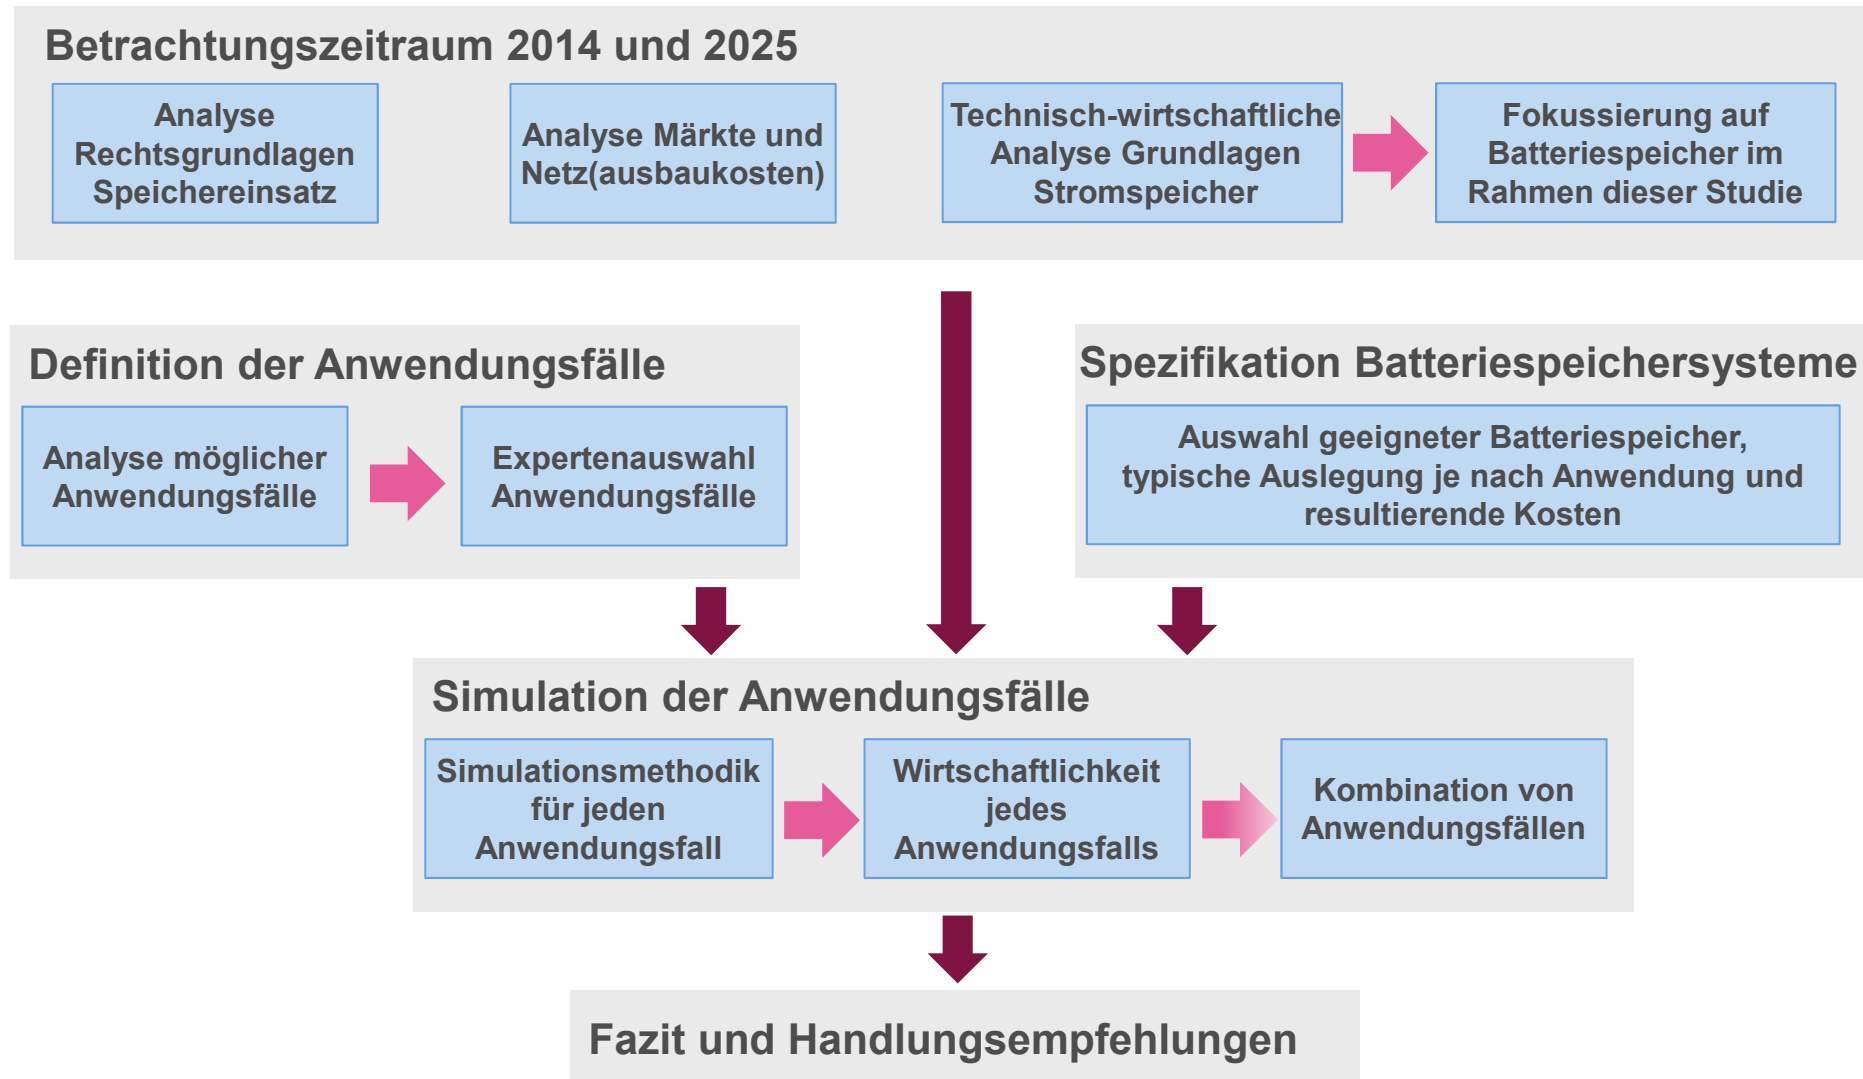 Betrachtungszeitraum 2014 und 2025
Analyse
Rechtsgrundlagen
Speichereinsatz
Analyse Märkte und
Netz(ausbaukosten)
Technisch-wirtschaftliche
Analyse Grundlagen
Stromspeicher
Fokussierung auf
Batteriespeicher im
Rahmen dieser Studie
Definition der Anwendungsfälle
Analyse möglicher
Anwendungsfälle
Expertenauswahl
Anwendungsfälle
Spezifikation Batteriespeichersysteme
Auswahl geeigneter Batteriespeicher,
typische Auslegung je nach Anwendung und
resultierende Kosten
Simulation der Anwendungsfälle
Simulationsmethodik
für jeden
Anwendungsfall
Wirtschaftlichkeit
jedes
Anwendungsfalls
Kombination von
Anwendungsfällen
Fazit und Handlungsempfehlungen